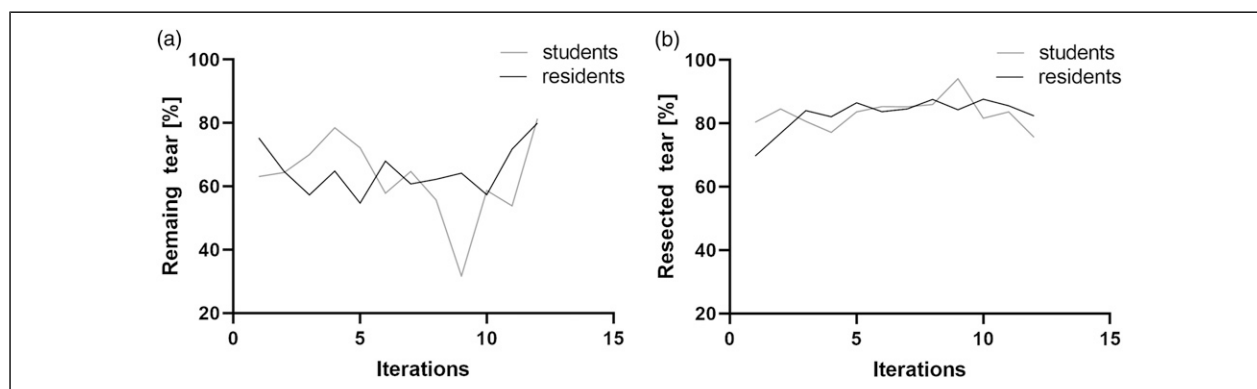 (a)
students
residents
100
80
60
40
20
Remaing tear [%]
0
5
10
15
Iterations
(b)
students
residents
100
80
60
40
20
Resected tear [%]
0
5
10
15
Iterations